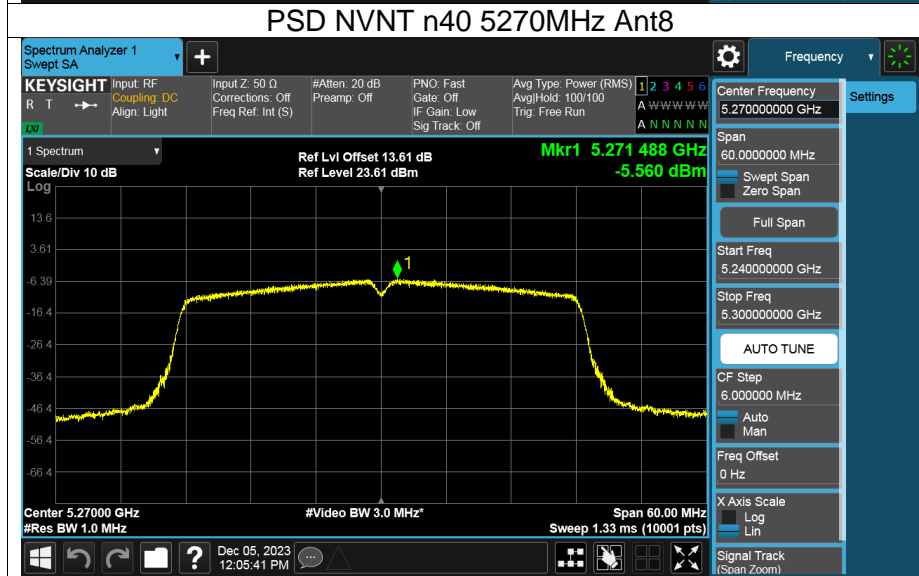 PSD NVNT n40 5270MHz Ant8
Spectrum Analyzer 1
Swept SA
+
Frequency
KEYSIGHT
R T
LXI
Input: RF
Coupling: DC
Align: Light
Input Z: 50 Ω
Corrections: Off
Freq Ref: Int (S)
#Atten: 20 dB
Preamp: Off
PNO: Fast
Gate: Off
IF Gain: Low
Sig Track: Off
Avg Type: Power (RMS)
Avg|Hold: 100/100
Trig: Free Run
1 2 3 4 5 6
A W W W W W
A N N N N N
1 Spectrum
Scale/Div 10 dB
Log
Ref Lvl Offset 13.61 dB
Ref Level 23.61 dBm
Mkr1 5.271 488 GHz
-5.560 dBm
13.6
3.61
-6.39
-16.4
-26.4
-36.4
-46.4
-56.4
-66.4
1
Center 5.27000 GHz
#Res BW 1.0 MHz
#Video BW 3.0 MHz*
Span 60.00 MHz
Sweep 1.33 ms (10001 pts)
?
Dec 05, 2023
12:05:41 PM
Center Frequency
5.270000000 GHz
Span
60.0000000 MHz
Swept Span
Zero Span
Full Span
Start Freq
5.240000000 GHz
Stop Freq
5.300000000 GHz
AUTO TUNE
CF Step
6.000000 MHz
Auto
Man
Freq Offset
0 Hz
X Axis Scale
Log
Lin
Signal Track
(Span Zoom)
Settings